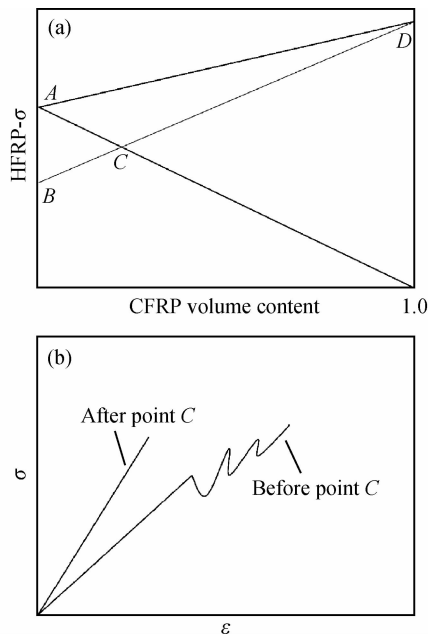 (a)
A
D
HFRP-σ
C
B
CFRP volume content 1.0
(b)
After point C
σ
Before point C
ε